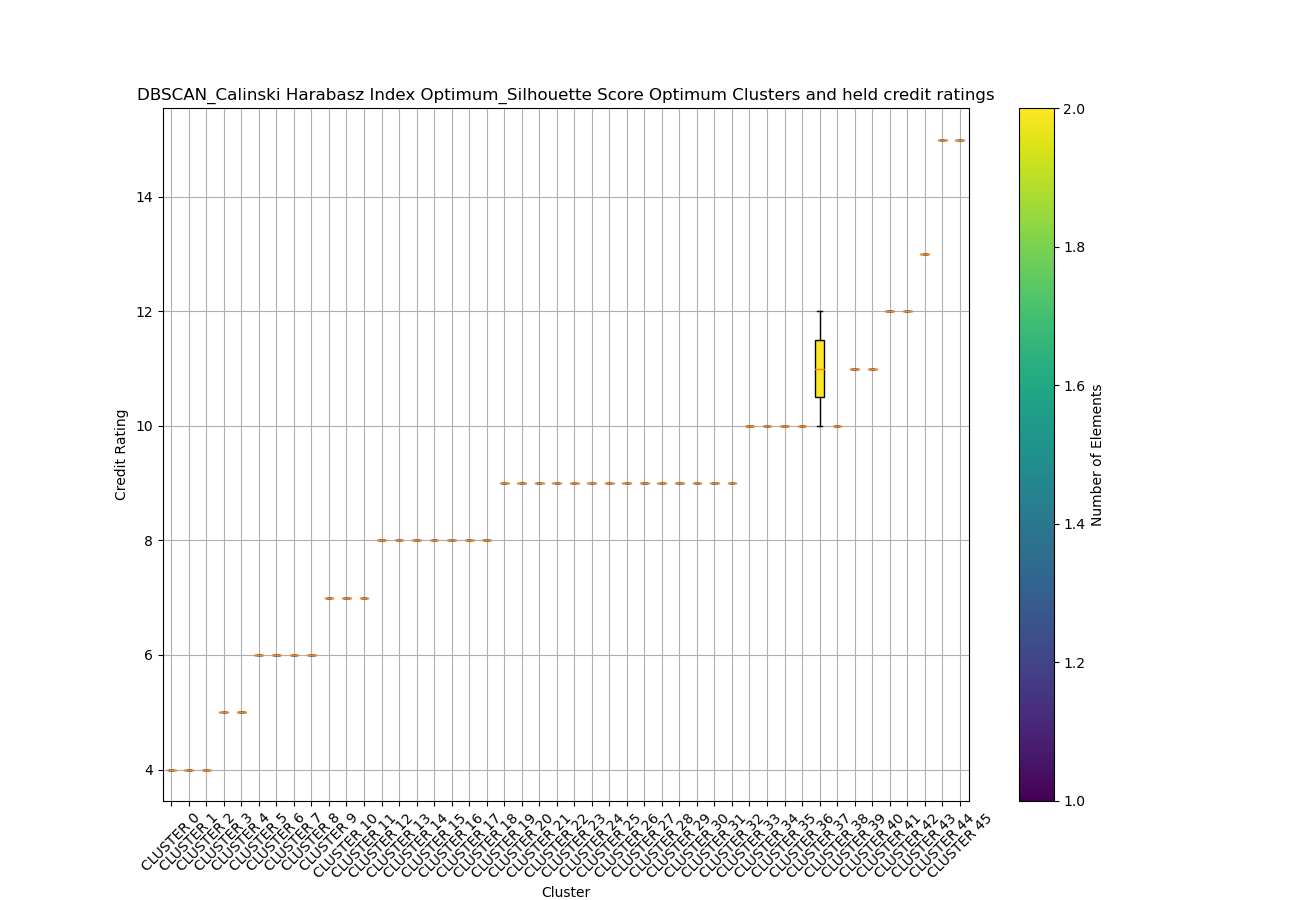 DBSCAN_Calinski Harabasz Index Optimum_Silhouette Score Optimum Clusters and held credit ratings
14
12
10
8
6
4
Credit Rating
CLUSTER 0
CLUSTER 1
CLUSTER 2
CLUSTER 3
CLUSTER 4
CLUSTER 5
CLUSTER 6
CLUSTER 7
CLUSTER 8
CLUSTER 9
CLUSTER 10
CLUSTER 11
CLUSTER 12
CLUSTER 13
CLUSTER 14
CLUSTER 15
CLUSTER 16
CLUSTER 17
CLUSTER 18
CLUSTER 19
CLUSTER 20
CLUSTER 21
CLUSTER 22
CLUSTER 23
CLUSTER 24
CLUSTER 25
CLUSTER 26
CLUSTER 27
CLUSTER 28
CLUSTER 29
CLUSTER 30
CLUSTER 31
CLUSTER 32
CLUSTER 33
CLUSTER 34
CLUSTER 35
CLUSTER 36
CLUSTER 37
CLUSTER 38
CLUSTER 39
CLUSTER 40
CLUSTER 41
CLUSTER 42
CLUSTER 43
CLUSTER 44
CLUSTER 45
Cluster
2.0
1.8
1.6
1.4
1.2
1.0
Number of Elements